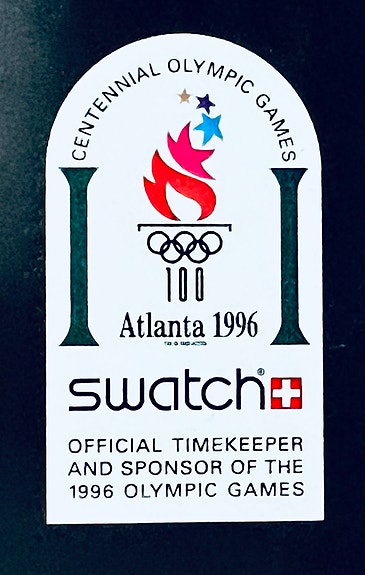 CENTENNIAL OLYMPIC GAMES
100
Atlanta 1996
swatch®
OFFICIAL TIMEKEEPER
AND SPONSOR OF THE
1996 OLYMPIC GAMES